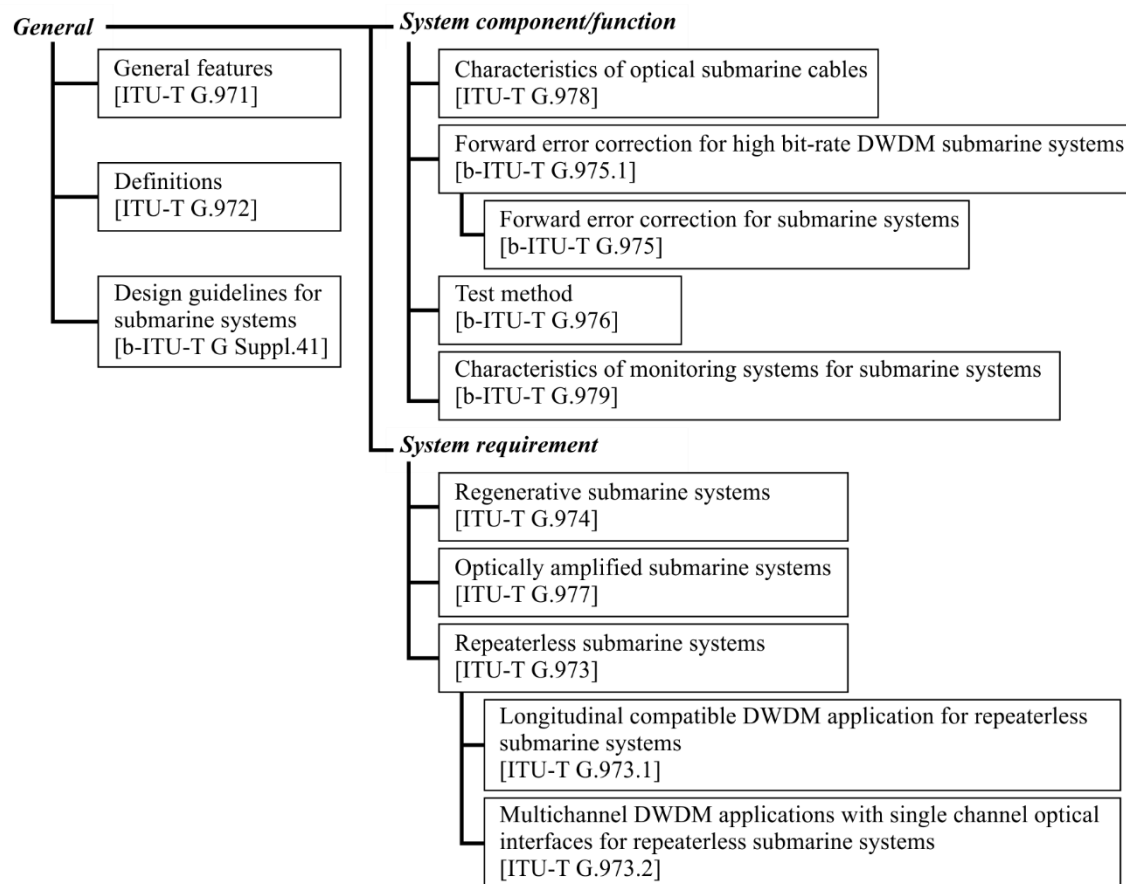 General
General features
[ITU-T G.971]
Definitions
[ITU-T G.972]
Design guidelines for
submarine systems
[b-ITU-T G Suppl.41]
System component/function
Characteristics of optical submarine cables
[ITU-T G.978]
Forward error correction for high bit-rate DWDM submarine systems
[b-ITU-T G.975.1]
Forward error correction for submarine systems
[b-ITU-T G.975]
Test method
[b-ITU-T G.976]
Characteristics of monitoring systems for submarine systems
[b-ITU-T G.979]
System requirement
Regenerative submarine systems
[ITU-T G.974]
Optically amplified submarine systems
[ITU-T G.977]
Repeaterless submarine systems
[ITU-T G.973]
Longitudinal compatible DWDM application for repeaterless
submarine systems
[ITU-T G.973.1]
Multichannel DWDM applications with single channel optical
interfaces for repeaterless submarine systems
[ITU-T G.973.2]